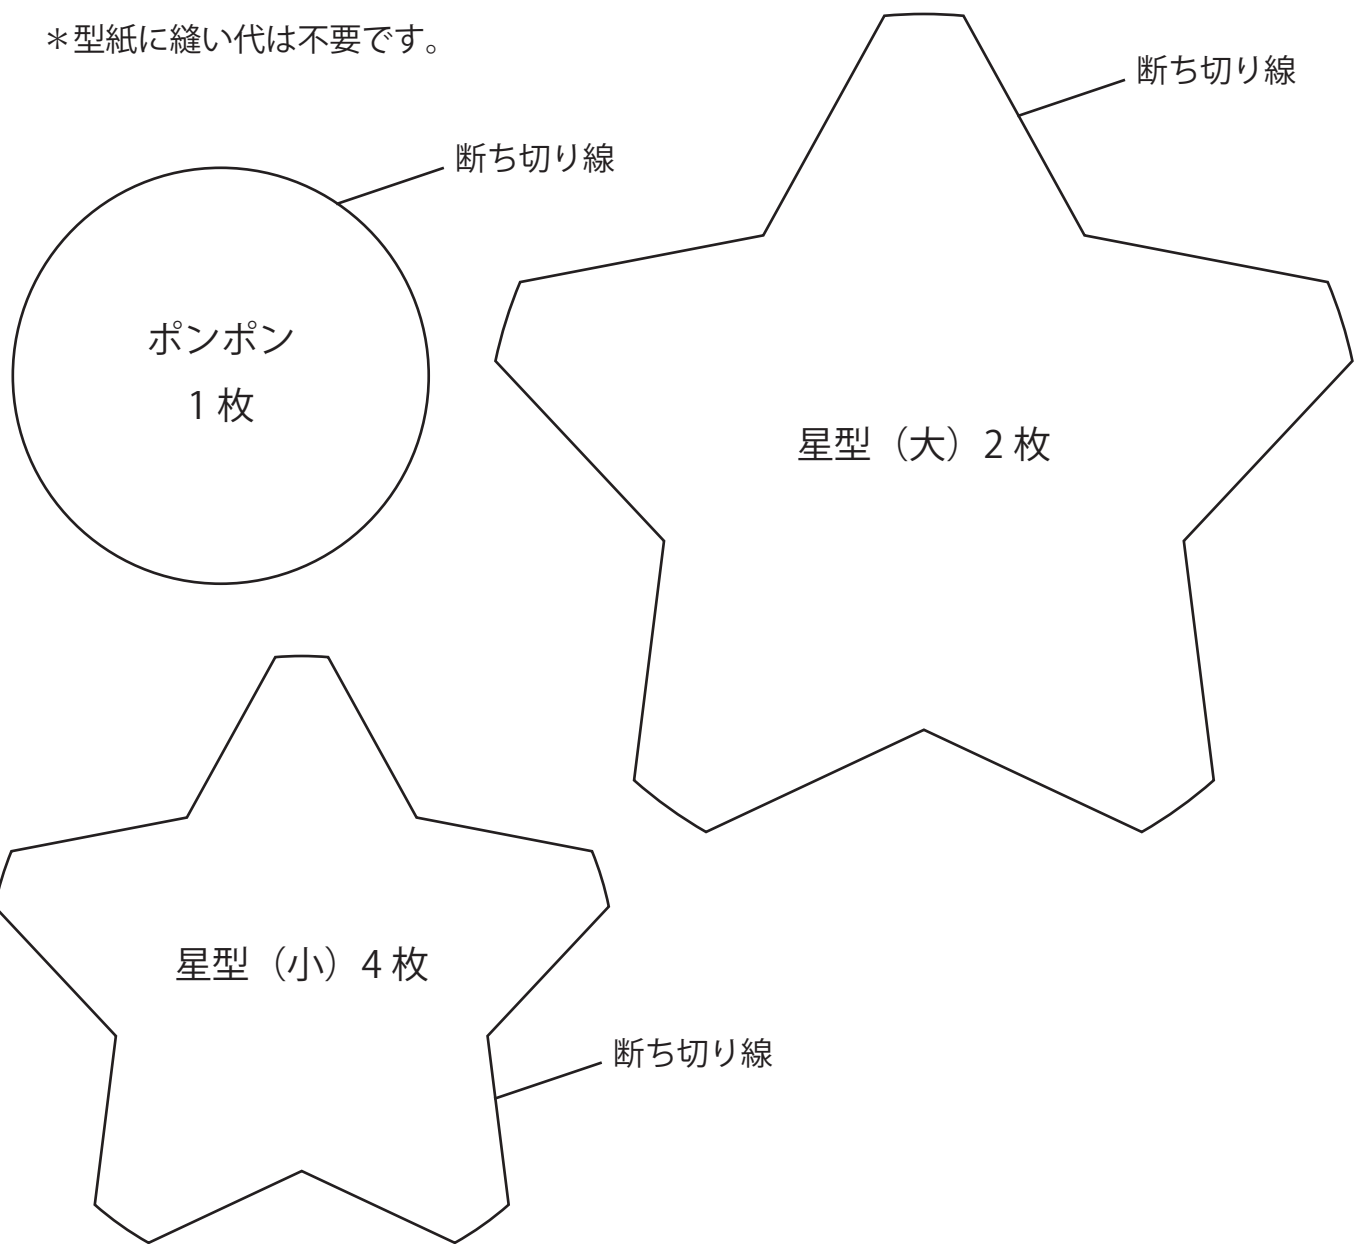 ＊型紙に縫い代は不要です。
断ち切り線
断ち切り線
ポンポン
1 枚
星型（大）2 枚
星型（小）4 枚
断ち切り線